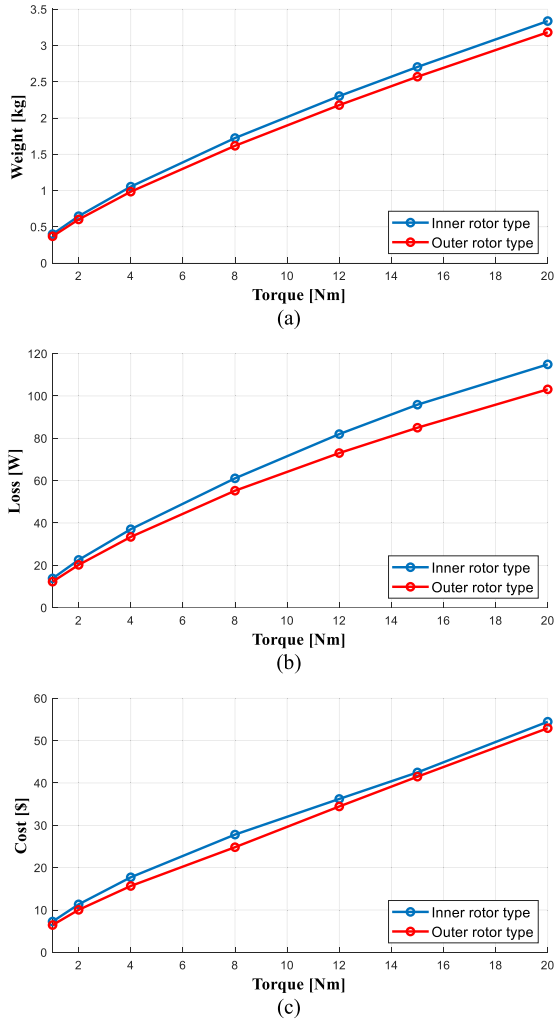 3.5
3
2.5
2
1.5
1
0.5
0
Weight [kg]
2 4 6 8 10 12 14 16 18 20
Torque [Nm]
Inner rotor type
Outer rotor type
(a)
120
100
80
60
40
20
0
Loss [W]
2 4 6 8 10 12 14 16 18 20
Torque [Nm]
Inner rotor type
Outer rotor type
(b)
60
50
40
30
20
10
0
Cost [$]
2 4 6 8 10 12 14 16 18 20
Torque [Nm]
Inner rotor type
Outer rotor type
(c)